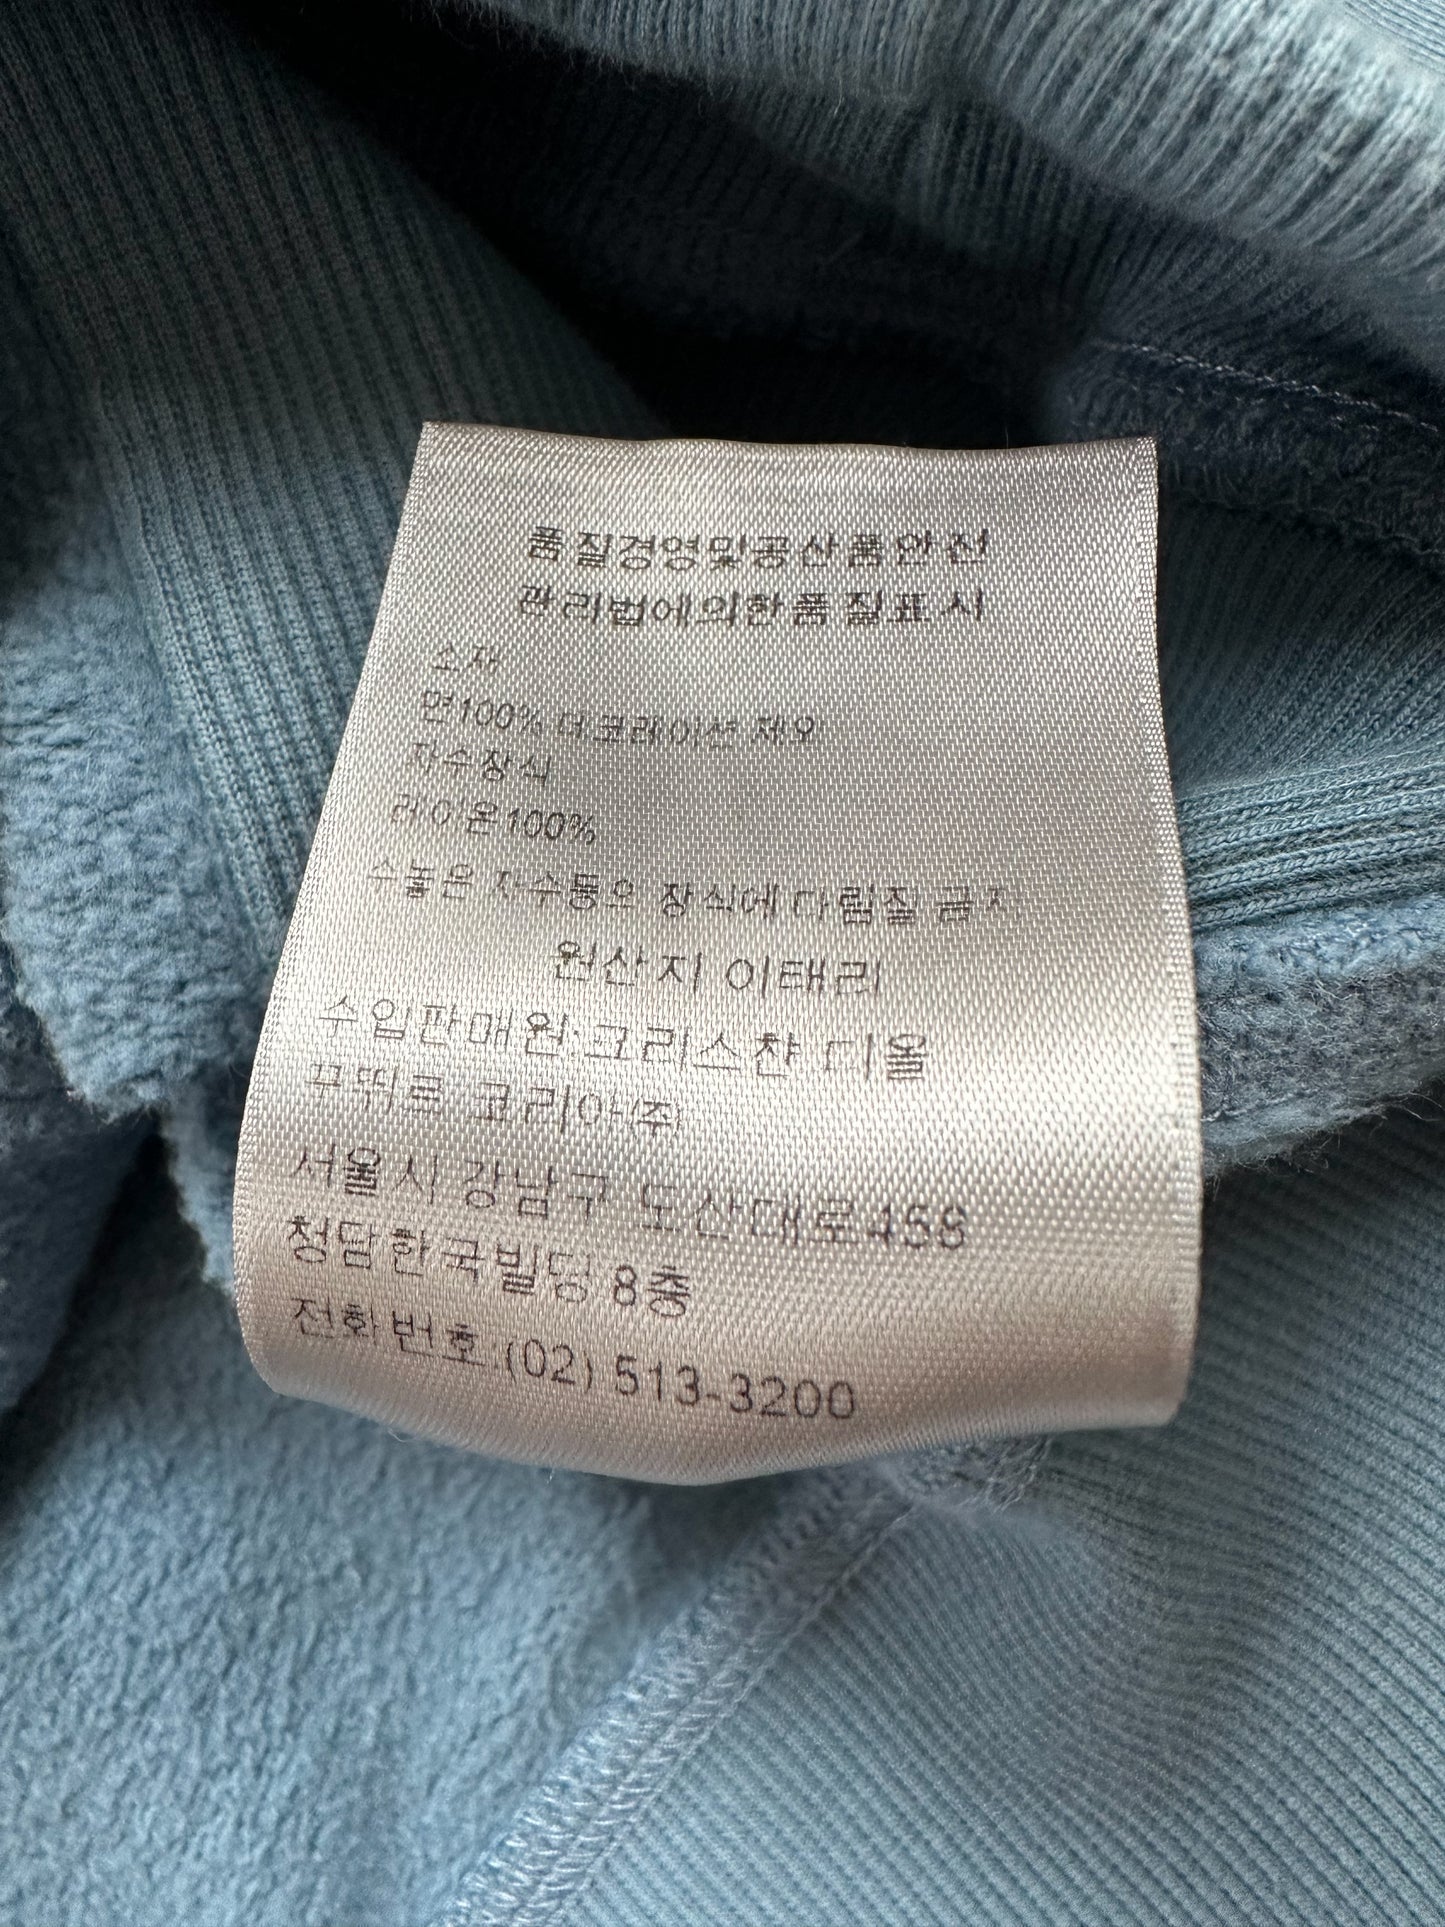 품질경영및공산품안전
관리법에의한품질표시
소재
면100% 데코레이션 제외
자수장식
레이온100%
수놓은 자수등의 장식에 다림질 금지
원산지 이태리
수입판매원:크리스챤 디올
꾸뛰르 코리아(주)
서울시 강남구 도산대로458
청담한국빌딩 8층
전화번호:(02) 513-3200